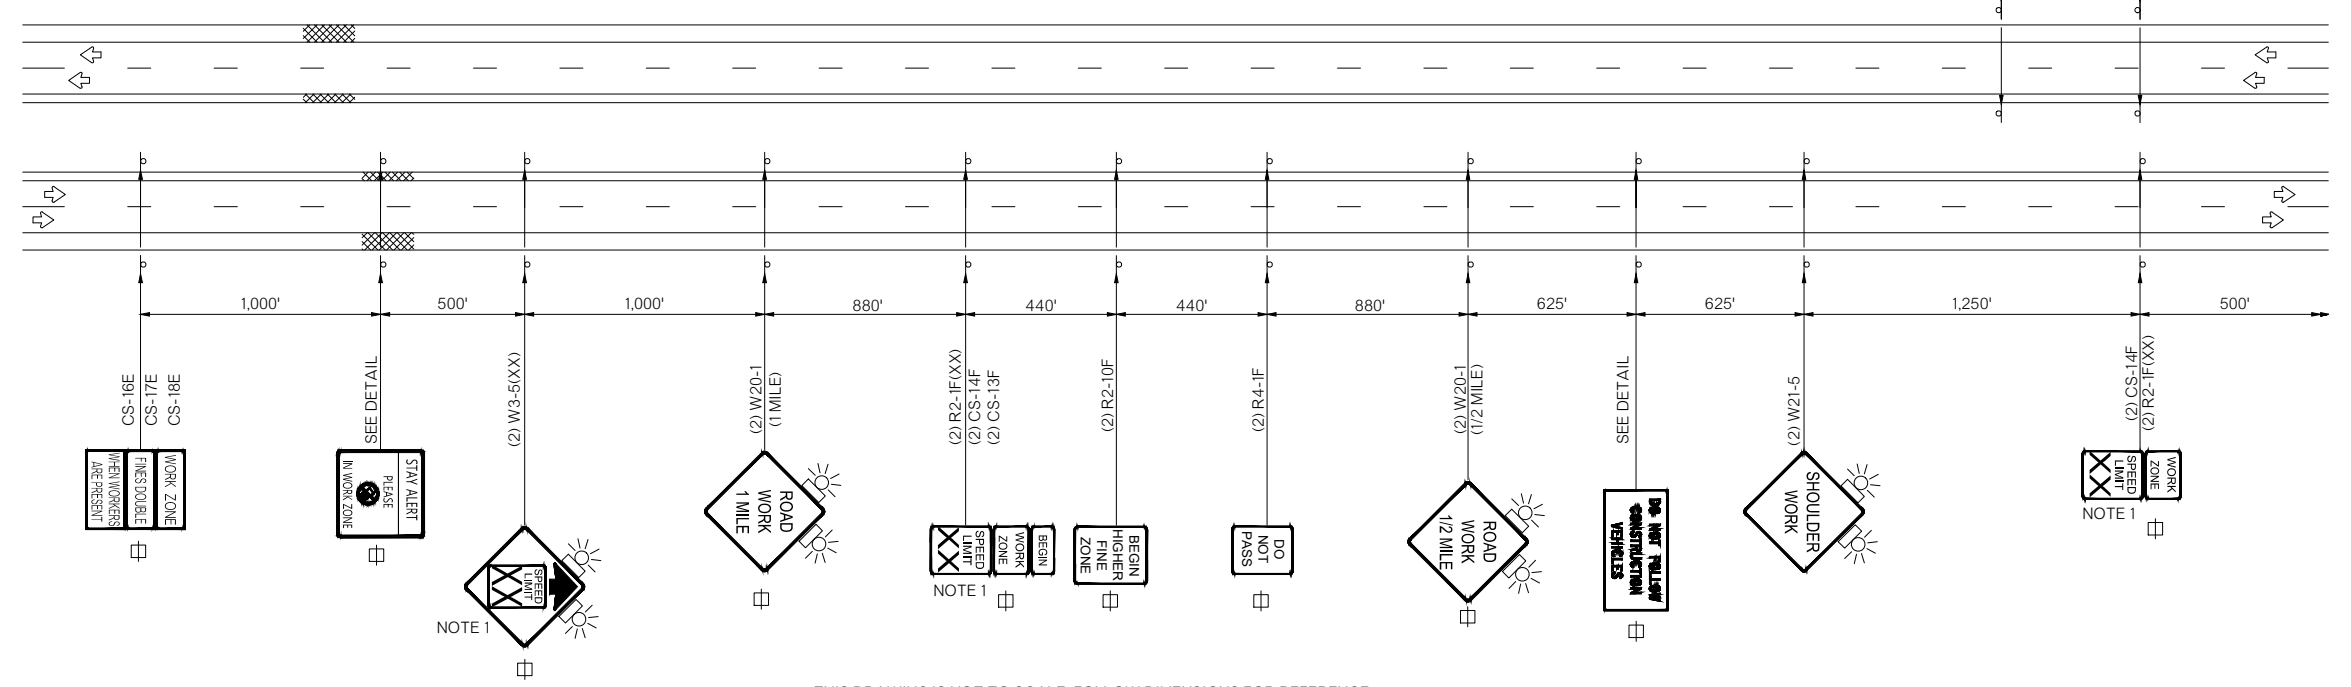 1,000'
500'
1,000'
880'
440'
440'
880'
625'
625'
1,250'
500'
CS-16E
CS-17E
CS-18E
SEE DETAIL
(2) W3-5(XX)
(2) W20-1
(1 MILE)
(2) R2-1F(XX)
(2) CS-14F
(2) CS-13F
(2) R2-10F
(2) R4-1F
(2) W20-1
(1/2 MILE)
SEE DETAIL
(2) W21-5
(2) CS-14F
(2) R2-1F(XX)
WORK ZONE
FINES DOUBLE
WHEN WORKERS
ARE PRESENT
STAY ALERT
PLEASE
IN WORK ZONE
SPEED
LIMIT
XX
NOTE 1
ROAD
WORK
1 MILE
BEGIN
WORK
ZONE
SPEED
LIMIT
XX
NOTE 1
BEGIN
HIGHER
FINE
ZONE
DO
NOT
PASS
ROAD
WORK
1/2 MILE
DO NOT FOLLOW
CONSTRUCTION
VEHICLES
SHOULDER
WORK
WORK
ZONE
SPEED
LIMIT
XX
NOTE 1